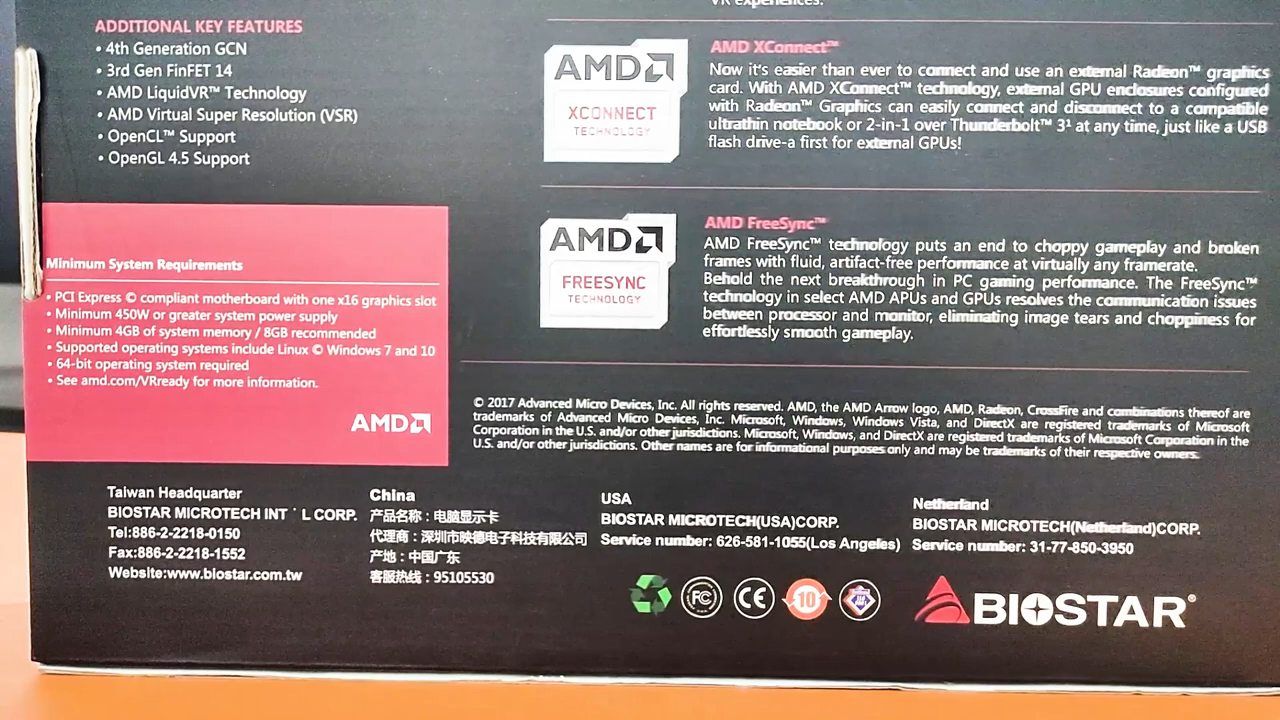 VR experiences.
ADDITIONAL KEY FEATURES
• 4th Generation GCN
• 3rd Gen FinFET 14
• AMD LiquidVR™ Technology
• AMD Virtual Super Resolution (VSR)
• OpenCL™ Support
• OpenGL 4.5 Support
Minimum System Requirements
• PCI Express © compliant motherboard with one x16 graphics slot
• Minimum 450W or greater system power supply
• Minimum 4GB of system memory / 8GB recommended
• Supported operating systems include Linux © Windows 7 and 10
• 64-bit operating system required
• See amd.com/VRready for more information.
AMD
AMD
XCONNECT
TECHNOLOGY
AMD XConnect™
Now it's easier than ever to connect and use an external Radeon™ graphics
card. With AMD XConnect™ technology, external GPU enclosures configured
with Radeon™ Graphics can easily connect and disconnect to a compatible
ultrathin notebook or 2-in-1 over Thunderbolt™ 3¹ at any time, just like a USB
flash drive-a first for external GPUs!
AMD
FREESYNC
TECHNOLOGY
AMD FreeSync™
AMD FreeSync™ technology puts an end to choppy gameplay and broken
frames with fluid, artifact-free performance at virtually any framerate.
Behold the next breakthrough in PC gaming performance. The FreeSync™
technology in select AMD APUs and GPUs resolves the communication issues
between processor and monitor, eliminating image tears and choppiness for
effortlessly smooth gameplay.
© 2017 Advanced Micro Devices, Inc. All rights reserved. AMD, the AMD Arrow logo, AMD, Radeon, CrossFire and combinations thereof are
trademarks of Advanced Micro Devices, Inc. Microsoft, Windows, Windows Vista, and DirectX are registered trademarks of Microsoft
Corporation in the U.S. and/or other jurisdictions. Microsoft, Windows, and DirectX are registered trademarks of Microsoft Corporation in the
U.S. and/or other jurisdictions. Other names are for informational purposes only and may be trademarks of their respective owners.
Taiwan Headquarter
BIOSTAR MICROTECH INT ' L CORP.
Tel:886-2-2218-0150
Fax:886-2-2218-1552
Website:www.biostar.com.tw
China
产品名称：电脑显示卡
代理商：深圳市映德电子科技有限公司
产地：中国广东
客服热线：95105530
USA
BIOSTAR MICROTECH(USA)CORP.
Service number: 626-581-1055(Los Angeles)
Netherland
BIOSTAR MICROTECH(Netherland)CORP.
Service number: 31-77-850-3950
FC
CE
10
BIOSTAR®